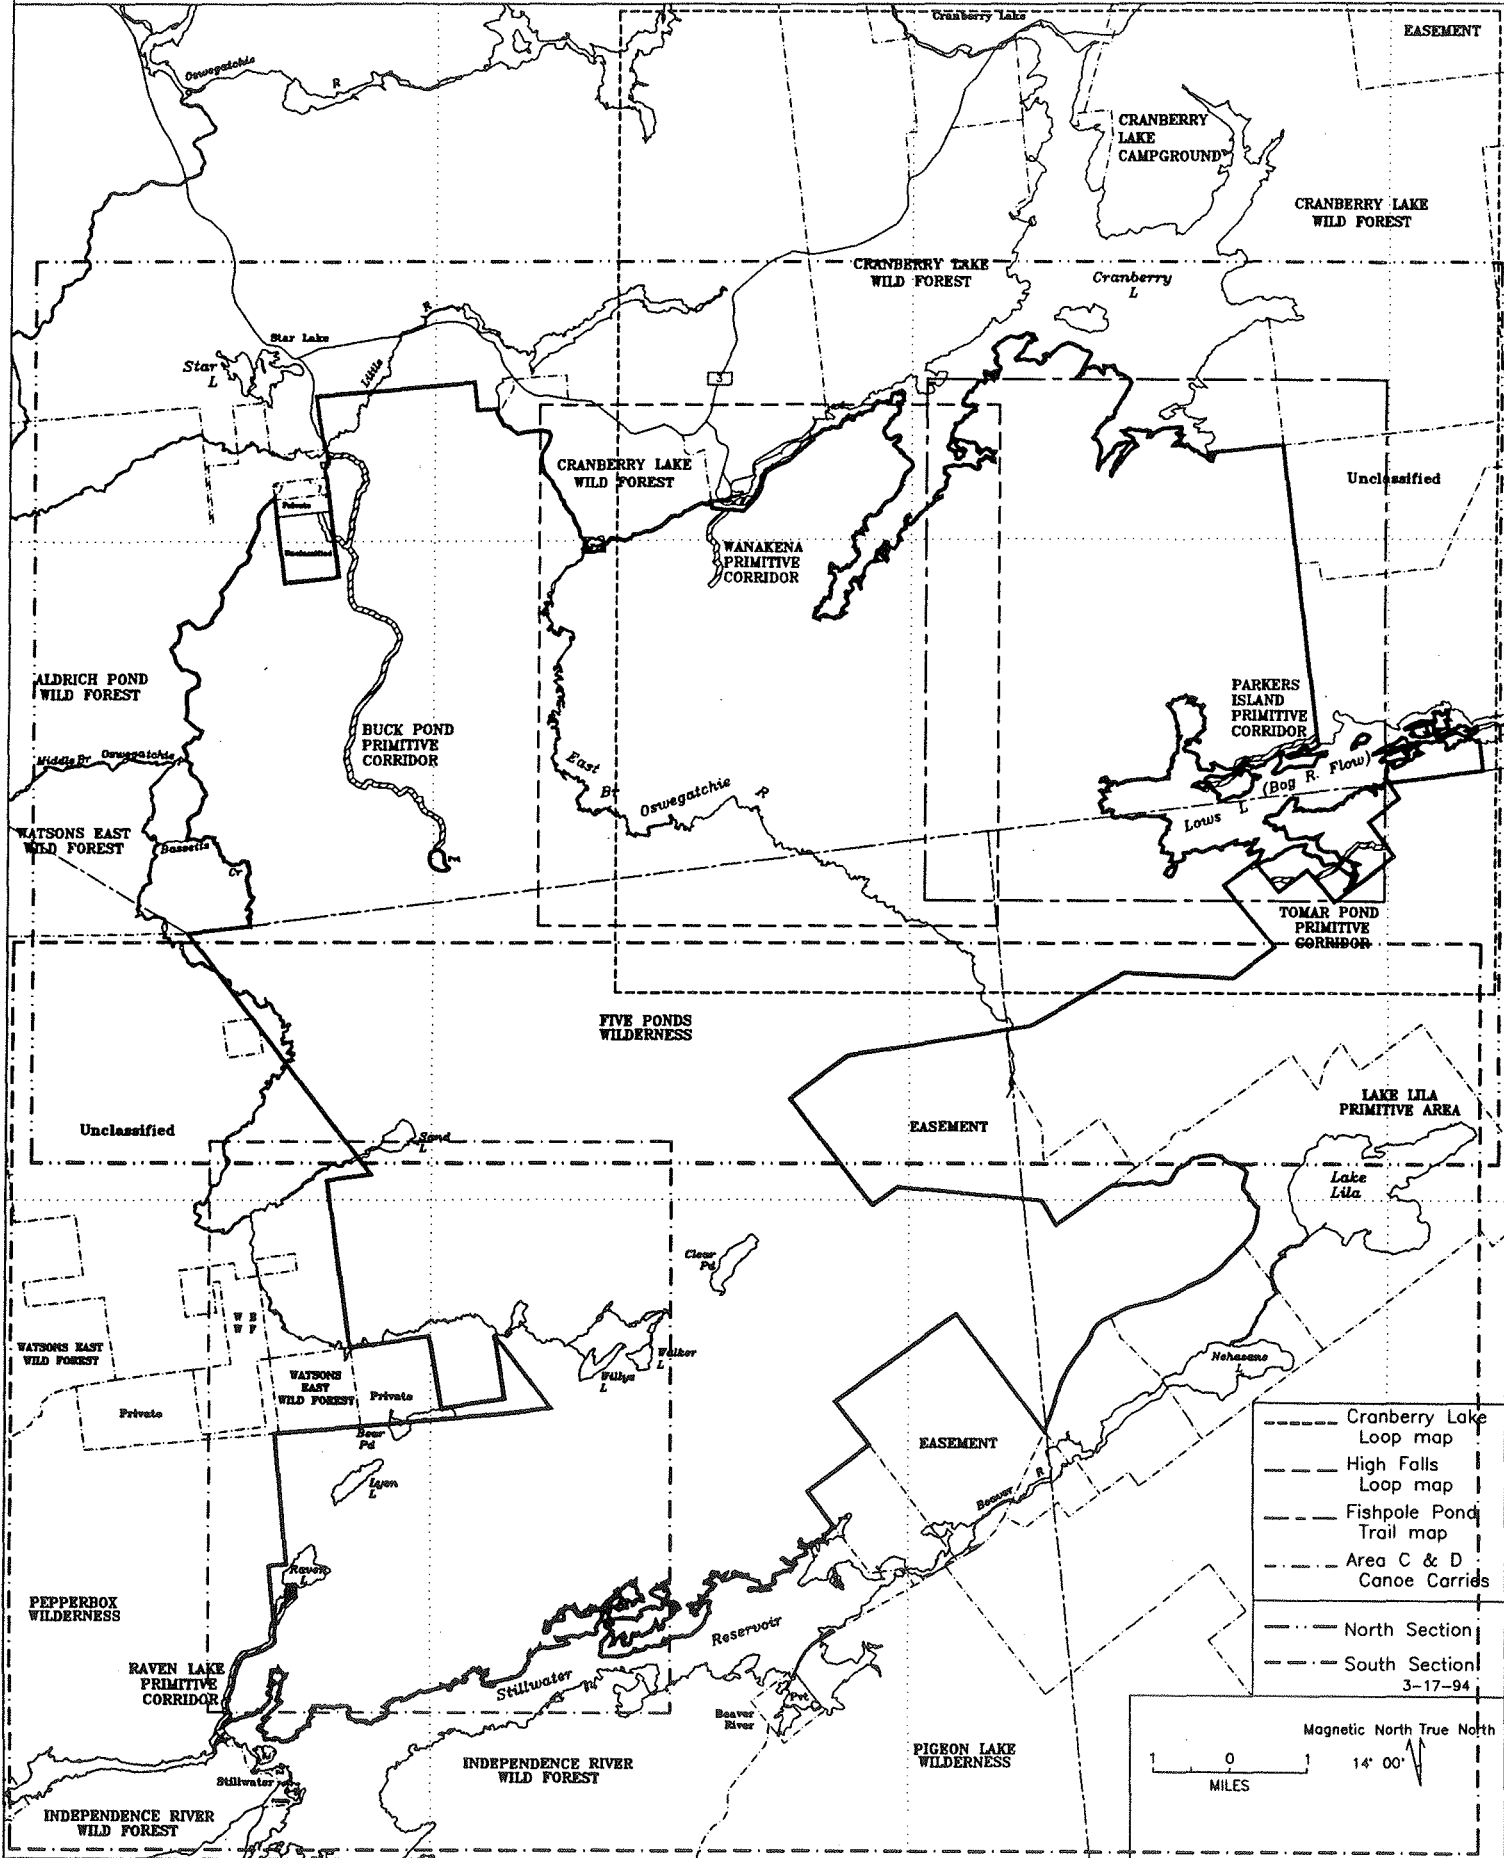 Cranberry Lake
EASEMENT
Oswegatchie
R
CRANBERRY
LAKE
CAMPGROUND
CRANBERRY LAKE
WILD FOREST
CRANBERRY LAKE
WILD FOREST
Cranberry
L
R
Star Lake
Star
L
Little
3
CRANBERRY LAKE
WILD FOREST
Unclassified
Private
Unclassified
WANAKENA
PRIMITIVE
CORRIDOR
ALDRICH POND
WILD FOREST
PARKERS
ISLAND
PRIMITIVE
CORRIDOR
BUCK POND
PRIMITIVE
CORRIDOR
Middle Br Oswegatchie
East
Br
Oswegatchie
R
Lows L (Bog R. Flow)
WATSONS EAST
WILD FOREST
Bassetts
Cr
TOMAR POND
PRIMITIVE
CORRIDOR
FIVE PONDS
WILDERNESS
LAKE LILA
PRIMITIVE AREA
Unclassified
EASEMENT
Sand
L
Lake
Lila
Clear
Pd
W E
W F
WATSONS EAST
WILD FOREST
Walker
L
Willys
L
Nehasane
L
WATSONS
EAST
WILD FOREST
Private
Private
Bear
Pd
EASEMENT
Lyon
L
Beaver
R
Raven
L
PEPPERBOX
WILDERNESS
RAVEN LAKE
PRIMITIVE
CORRIDOR
Stillwater
Reservoir
Pvt
Beaver
River
Stillwater
INDEPENDENCE RIVER
WILD FOREST
PIGEON LAKE
WILDERNESS
INDEPENDENCE RIVER
WILD FOREST
Cranberry Lake
Loop map
High Falls
Loop map
Fishpole Pond
Trail map
Area C & D
Canoe Carries
North Section
South Section
3-17-94
Magnetic North True North
14° 00'
1 0 1
MILES